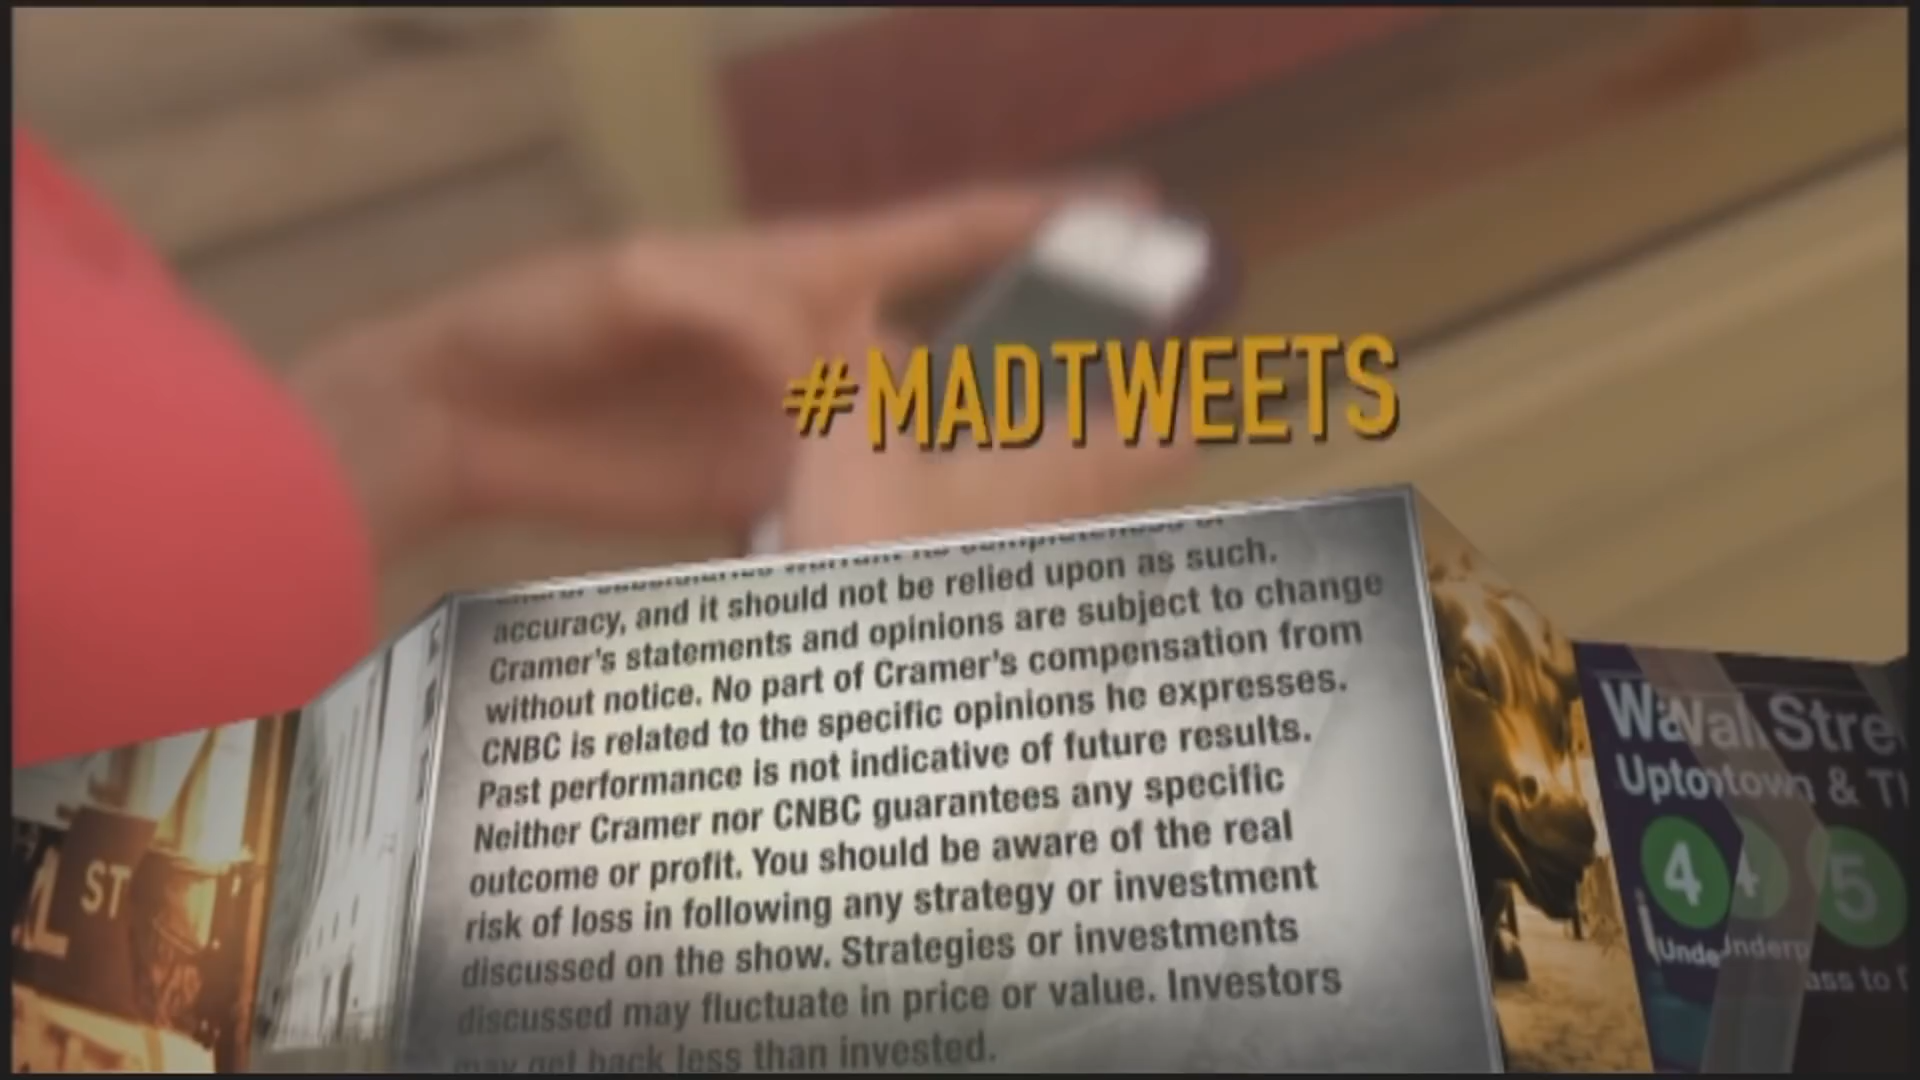 #MADTWEETS
accuracy, and it should not be relied upon as such.
Cramer's statements and opinions are subject to change
without notice. No part of Cramer's compensation from
CNBC is related to the specific opinions he expresses.
Past performance is not indicative of future results.
Neither Cramer nor CNBC guarantees any specific
outcome or profit. You should be aware of the real
risk of loss in following any strategy or investment
discussed on the show. Strategies or investments
discussed may fluctuate in price or value. Investors
may get back less than invested.
ST
Wall Stre
Uptown & T
4 5